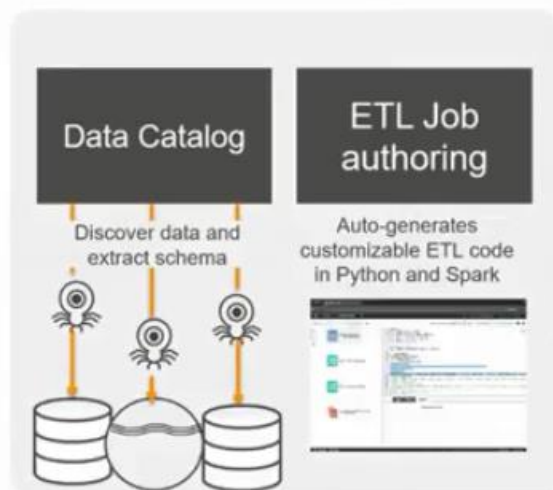 Data Catalog
Discover data and
extract schema
ETL Job
authoring
Auto-generates
customizable ETL code
in Python and Spark